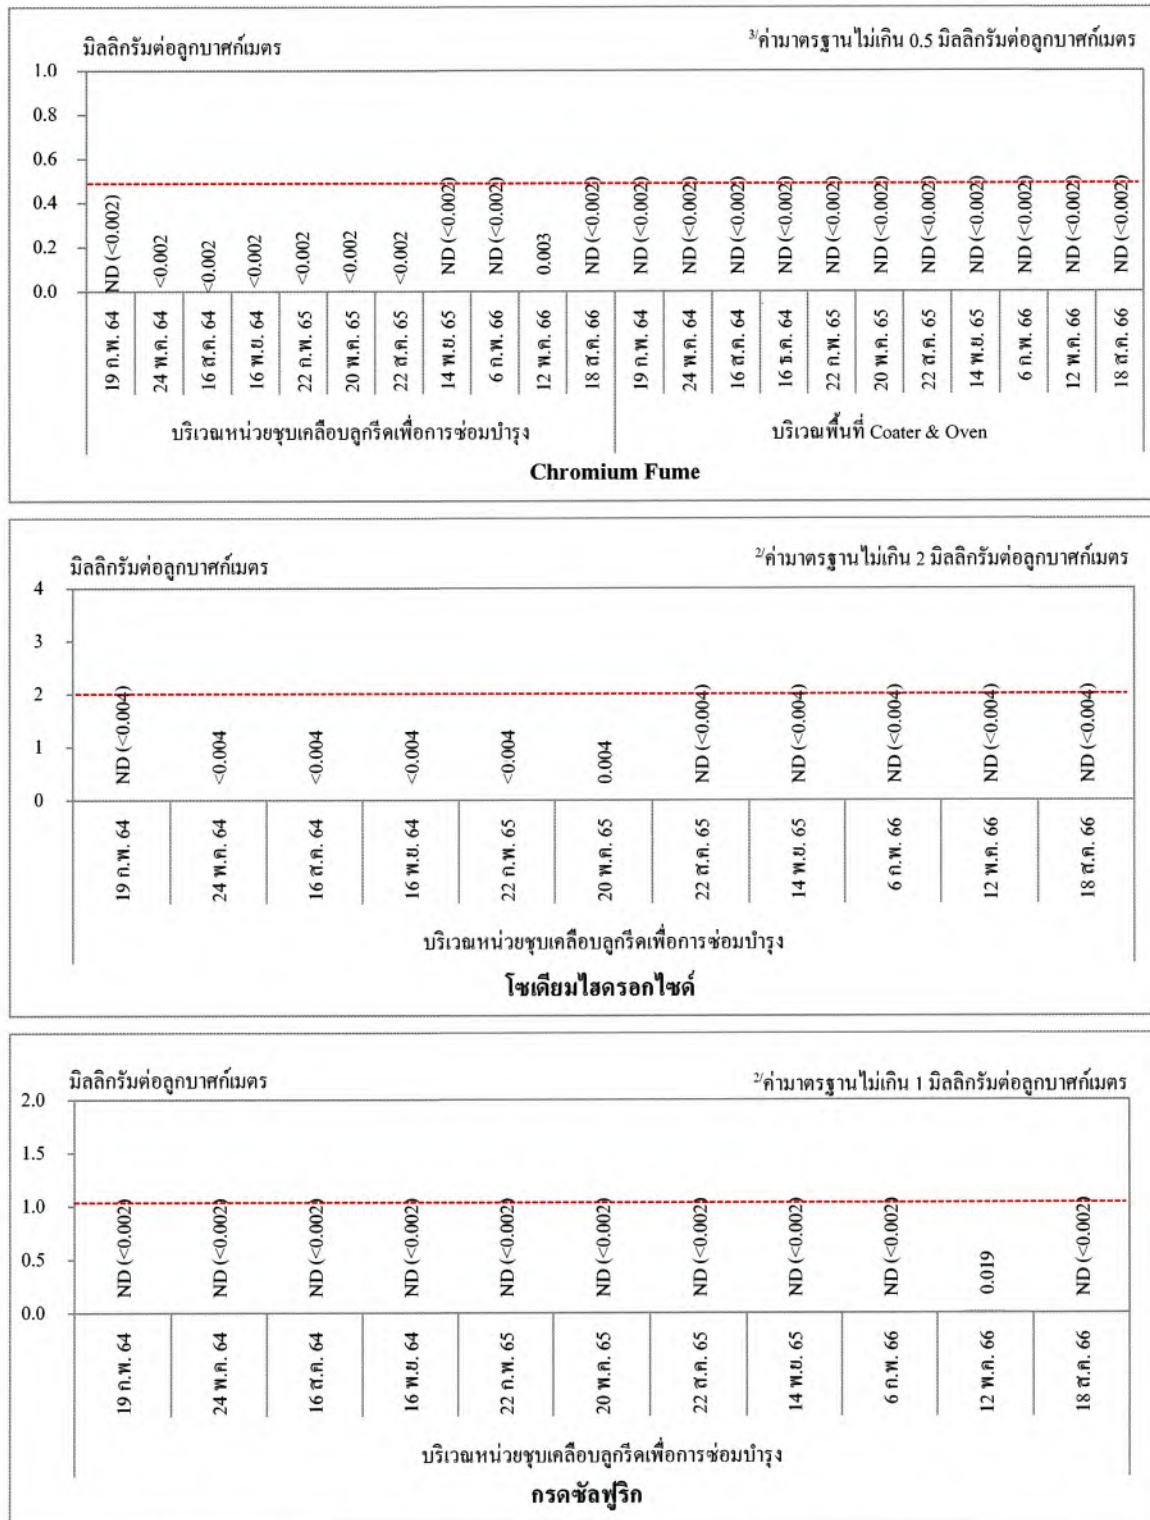 มิลลิกรัมต่อลูกบาศก์เมตร
3/ค่ามาตรฐานไม่เกิน 0.5 มิลลิกรัมต่อลูกบาศก์เมตร
1.0
0.8
0.6
0.4
0.2
0.0
ND (<0.002)
<0.002
<0.002
<0.002
<0.002
<0.002
<0.002
ND (<0.002)
ND (<0.002)
0.003
ND (<0.002)
ND (<0.002)
ND (<0.002)
ND (<0.002)
ND (<0.002)
ND (<0.002)
ND (<0.002)
ND (<0.002)
ND (<0.002)
ND (<0.002)
ND (<0.002)
ND (<0.002)
19 ก.พ. 64
24 พ.ค. 64
16 ส.ค. 64
16 พ.ย. 64
22 ก.พ. 65
20 พ.ค. 65
22 ส.ค. 65
14 พ.ย. 65
6 ก.พ. 66
12 พ.ค. 66
18 ส.ค. 66
19 ก.พ. 64
24 พ.ค. 64
16 ส.ค. 64
16 ธ.ค. 64
22 ก.พ. 65
20 พ.ค. 65
22 ส.ค. 65
14 พ.ย. 65
6 ก.พ. 66
12 พ.ค. 66
18 ส.ค. 66
บริเวณหน่วยชุบเคลือบลูกรีดเพื่อการซ่อมบำรุง
บริเวณพื้นที่ Coater & Oven
Chromium Fume
มิลลิกรัมต่อลูกบาศก์เมตร
2/ค่ามาตรฐานไม่เกิน 2 มิลลิกรัมต่อลูกบาศก์เมตร
4
3
2
1
0
ND (<0.004)
<0.004
<0.004
<0.004
<0.004
0.004
ND (<0.004)
ND (<0.004)
ND (<0.004)
ND (<0.004)
ND (<0.004)
19 ก.พ. 64
24 พ.ค. 64
16 ส.ค. 64
16 พ.ย. 64
22 ก.พ. 65
20 พ.ค. 65
22 ส.ค. 65
14 พ.ย. 65
6 ก.พ. 66
12 พ.ค. 66
18 ส.ค. 66
บริเวณหน่วยชุบเคลือบลูกรีดเพื่อการซ่อมบำรุง
โซเดียมไฮดรอกไซด์
มิลลิกรัมต่อลูกบาศก์เมตร
2/ค่ามาตรฐานไม่เกิน 1 มิลลิกรัมต่อลูกบาศก์เมตร
2.0
1.5
1.0
0.5
0.0
ND (<0.002)
ND (<0.002)
ND (<0.002)
ND (<0.002)
ND (<0.002)
ND (<0.002)
ND (<0.002)
ND (<0.002)
ND (<0.002)
0.019
ND (<0.002)
19 ก.พ. 64
24 พ.ค. 64
16 ส.ค. 64
16 พ.ย. 64
22 ก.พ. 65
20 พ.ค. 65
22 ส.ค. 65
14 พ.ย. 65
6 ก.พ. 66
12 พ.ค. 66
18 ส.ค. 66
บริเวณหน่วยชุบเคลือบลูกรีดเพื่อการซ่อมบำรุง
กรดซัลฟูริก